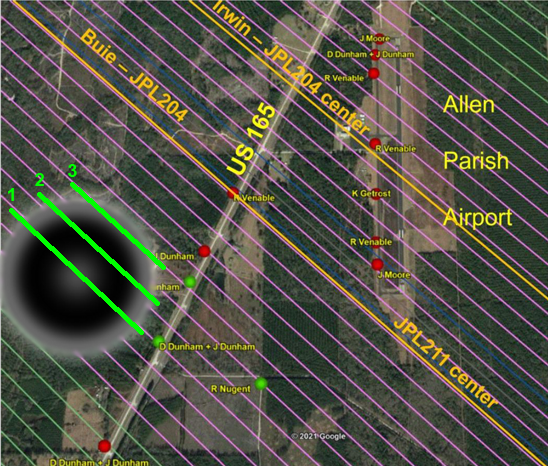 Irwin – JPL204 center
Buie – JPL204
US 165
J Moore
D Dunham + J Dunham
R Venable
Allen
R Venable
Parish
K Getrost
R Venable
Airport
R Venable
J Dunham
J Moore
nham
1
2
3
D Dunham + J Dunham
JPL211 center
R Nugent
© 2021 Google
D Dunham + J Dunham